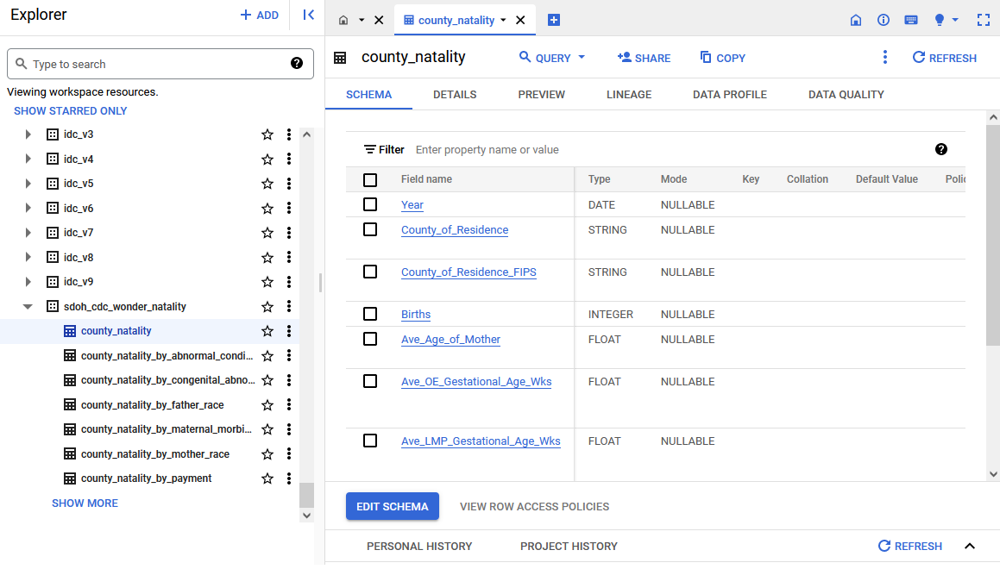 Explorer
ADD
county_natality
Type to search
Viewing workspace resources.
SHOW STARRED ONLY
idc_v3
idc_v4
idc_v5
idc_v6
idc_v7
idc_v8
idc_v9
sdoh_cdc_wonder_natality
county_natality
county_natality_by_abnormal_condi...
county_natality_by_congenital_abno...
county_natality_by_father_race
county_natality_by_maternal_morbi...
county_natality_by_mother_race
county_natality_by_payment
SHOW MORE
county_natality QUERY SHARE COPY REFRESH
SCHEMA DETAILS PREVIEW LINEAGE DATA PROFILE DATA QUALITY
Filter Enter property name or value
Field name Type Mode Key Collation Default Value Polic
Year DATE NULLABLE
County_of_Residence STRING NULLABLE
County_of_Residence_FIPS STRING NULLABLE
Births INTEGER NULLABLE
Ave_Age_of_Mother FLOAT NULLABLE
Ave_OE_Gestational_Age_Wks FLOAT NULLABLE
Ave_LMP_Gestational_Age_Wks FLOAT NULLABLE
EDIT SCHEMA VIEW ROW ACCESS POLICIES
PERSONAL HISTORY PROJECT HISTORY REFRESH